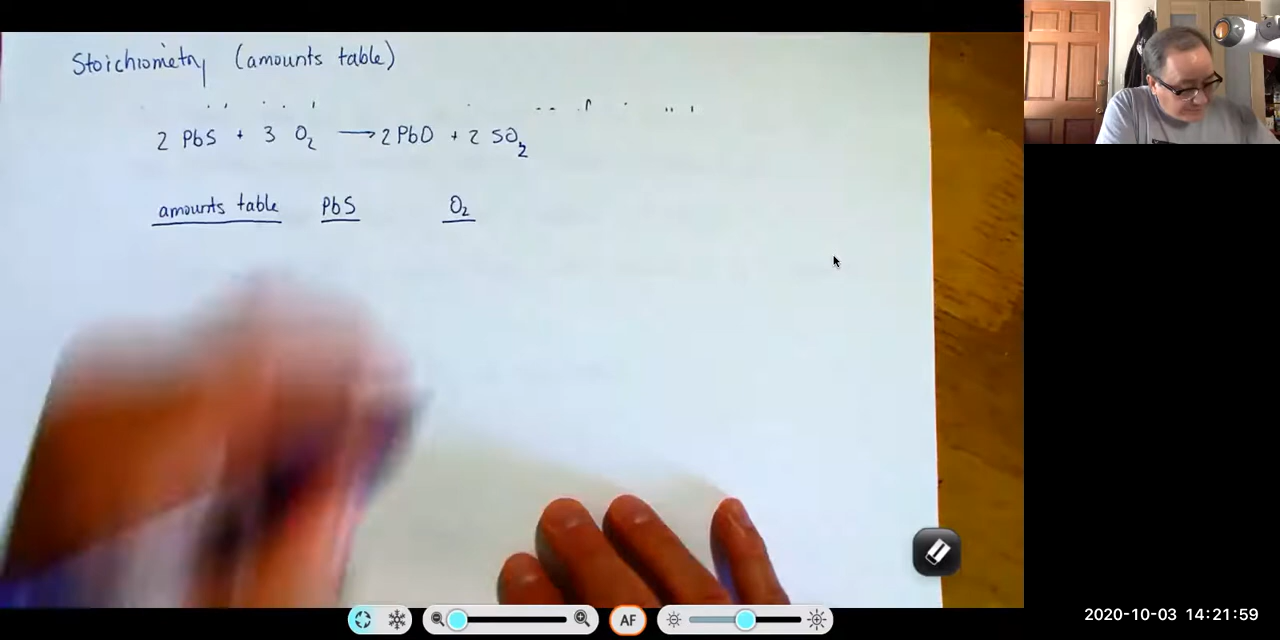 Stoichiometry (amounts table)
2 PbS + 3 O₂ → 2 PbO + 2 SO₂
amounts table PbS O₂
AF
2020-10-03 14:21:59